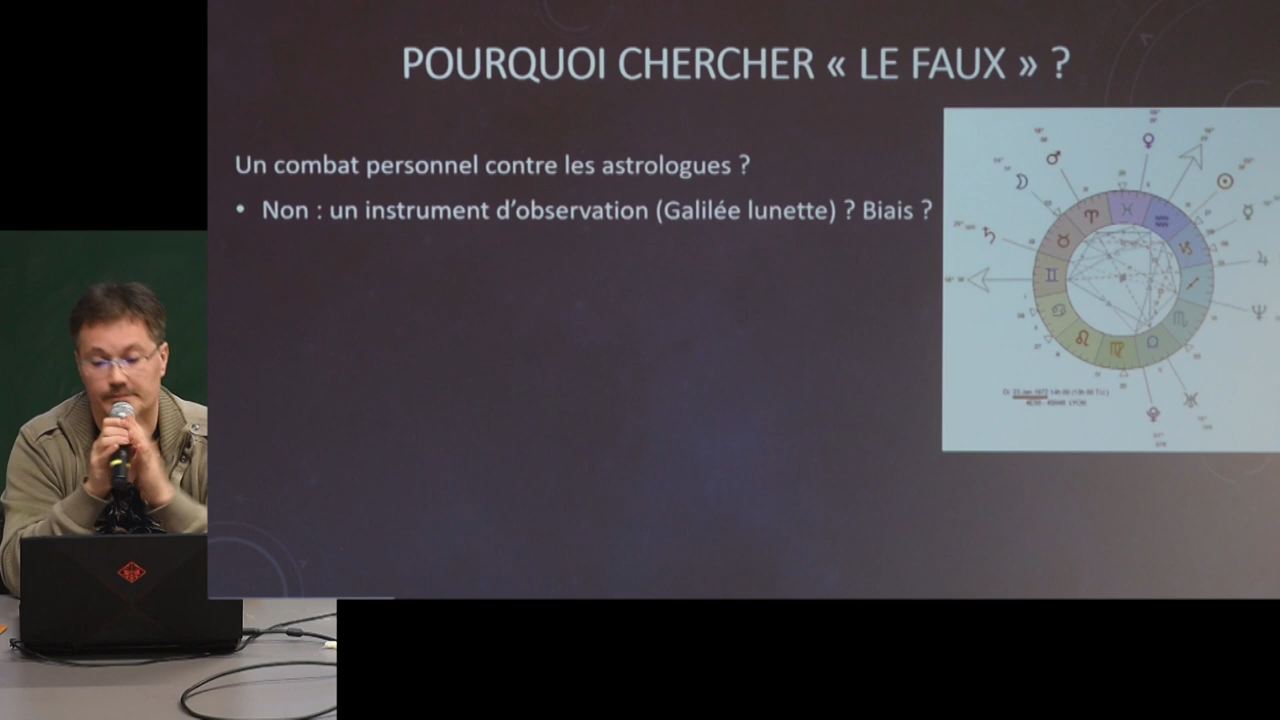 POURQUOI CHERCHER « LE FAUX » ?
Un combat personnel contre les astrologues ?
• Non : un instrument d'observation (Galilée lunette) ? Biais ?